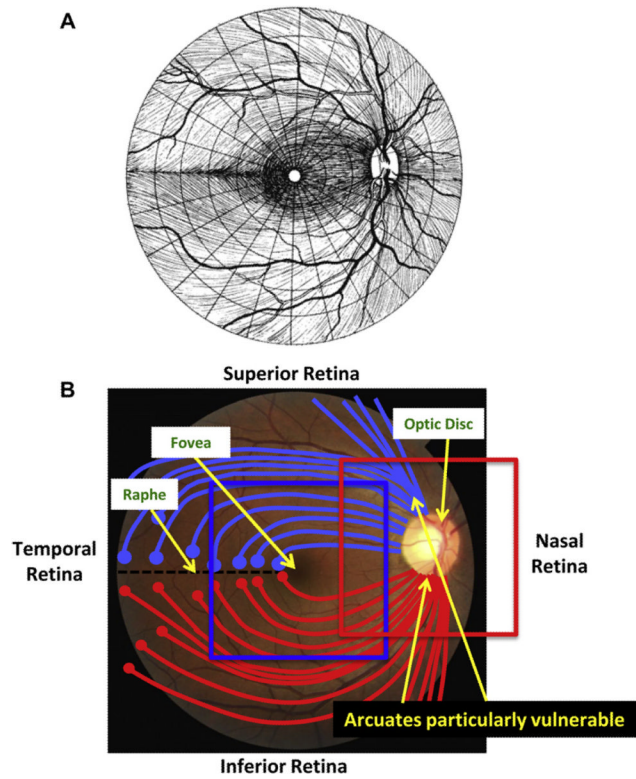 A
B
Superior Retina
Optic Disc
Fovea
Raphe
Temporal
Retina
Nasal
Retina
Arcuates particularly vulnerable
Inferior Retina